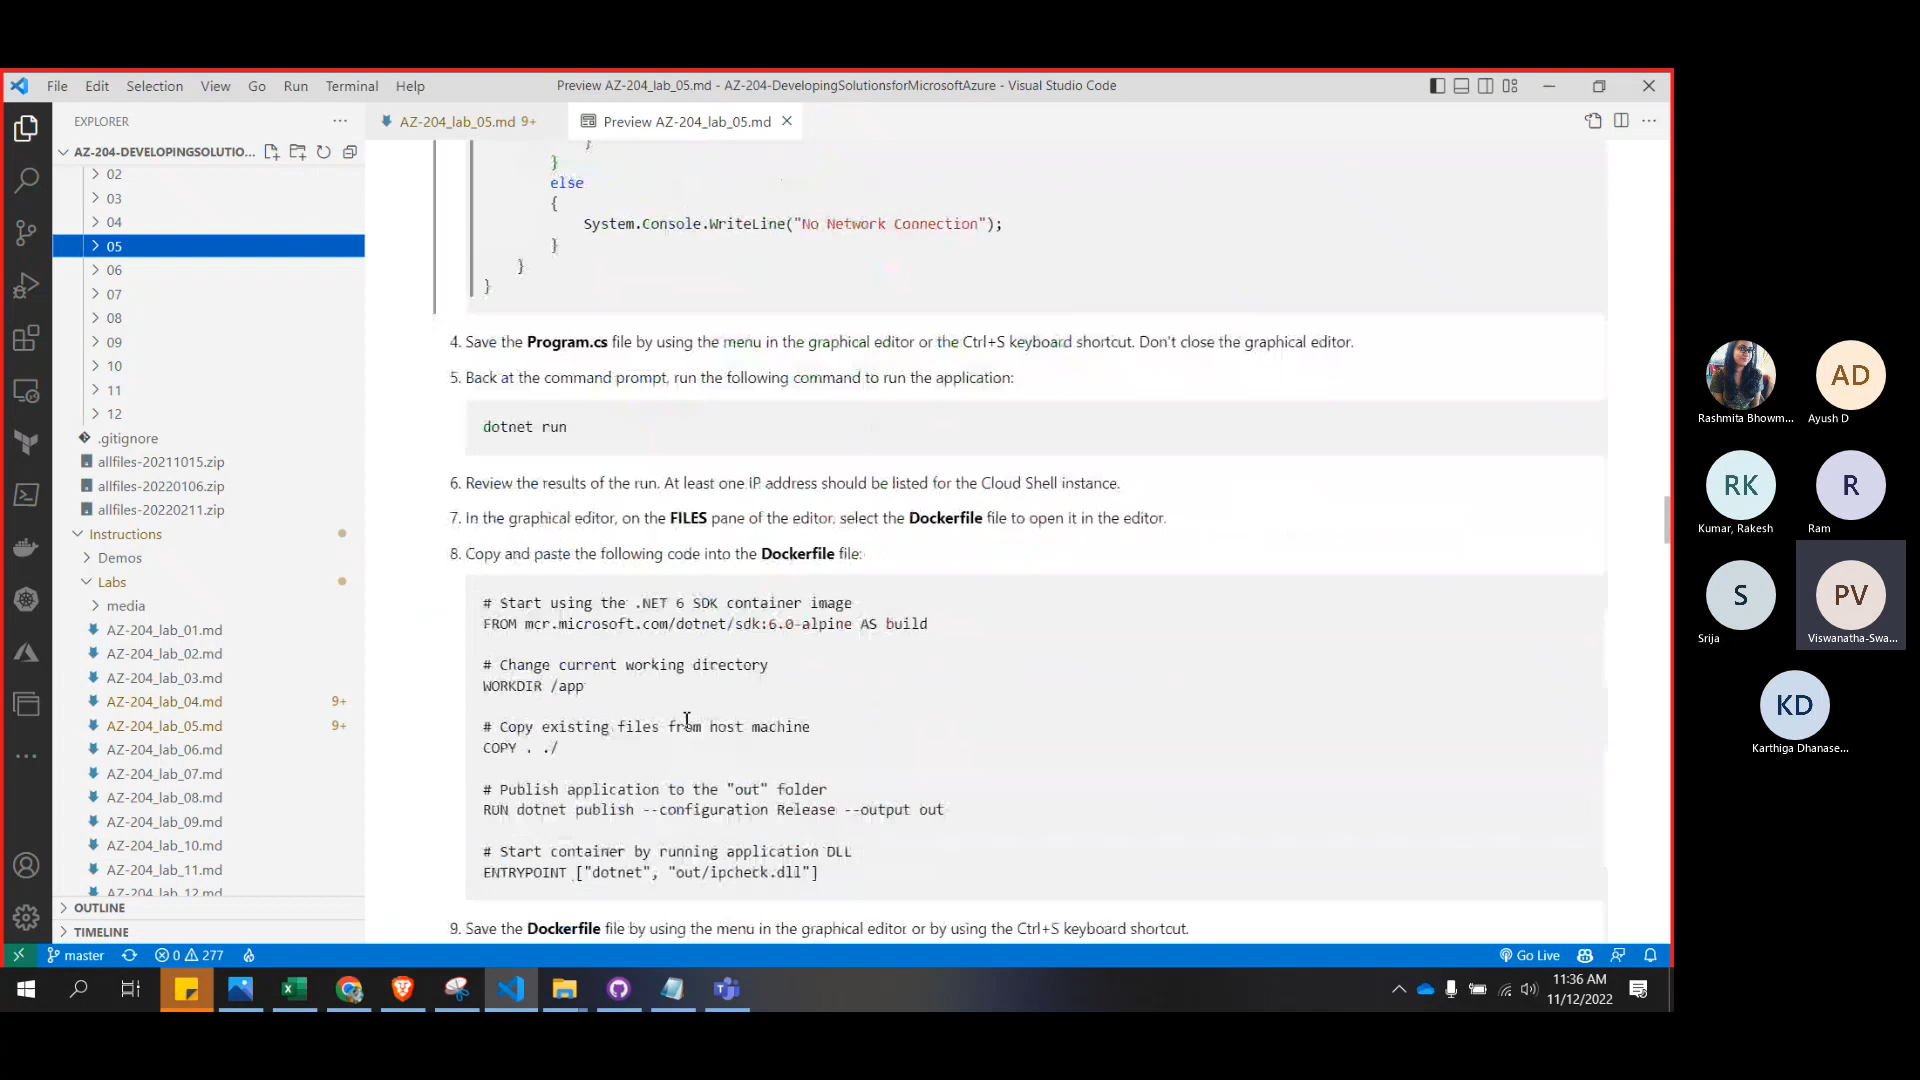 File Edit Selection View Go Run Terminal Help
Preview AZ-204_lab_05.md - AZ-204-DevelopingSolutionsforMicrosoftAzure - Visual Studio Code
EXPLORER
AZ-204_lab_05.md 9+
Preview AZ-204_lab_05.md
AZ-204-DEVELOPINGSOLUTIO...
02
03
04
05
06
07
08
09
10
11
12
.gitignore
allfiles-20211015.zip
allfiles-20220106.zip
allfiles-20220211.zip
Instructions
Demos
Labs
media
AZ-204_lab_01.md
AZ-204_lab_02.md
AZ-204_lab_03.md
AZ-204_lab_04.md 9+
AZ-204_lab_05.md 9+
AZ-204_lab_06.md
AZ-204_lab_07.md
AZ-204_lab_08.md
AZ-204_lab_09.md
AZ-204_lab_10.md
AZ-204_lab_11.md
AZ-204_lab_12.md
OUTLINE
TIMELINE
}
}
else
{
System.Console.WriteLine("No Network Connection");
}
}
}
4. Save the Program.cs file by using the menu in the graphical editor or the Ctrl+S keyboard shortcut. Don't close the graphical editor.
5. Back at the command prompt, run the following command to run the application:
dotnet run
6. Review the results of the run. At least one IP address should be listed for the Cloud Shell instance.
7. In the graphical editor, on the FILES pane of the editor, select the Dockerfile file to open it in the editor.
8. Copy and paste the following code into the Dockerfile file:
# Start using the .NET 6 SDK container image
FROM mcr.microsoft.com/dotnet/sdk:6.0-alpine AS build
# Change current working directory
WORKDIR /app
# Copy existing files from host machine
COPY . ./
# Publish application to the "out" folder
RUN dotnet publish --configuration Release --output out
# Start container by running application DLL
ENTRYPOINT ["dotnet", "out/ipcheck.dll"]
9. Save the Dockerfile file by using the menu in the graphical editor or by using the Ctrl+S keyboard shortcut.
master 0 277
Go Live
11:36 AM
11/12/2022
Rashmita Bhowm...
AD
Ayush D
RK
Kumar, Rakesh
R
Ram
S
Srija
PV
Viswanatha-Swa...
KD
Karthiga Dhanase...